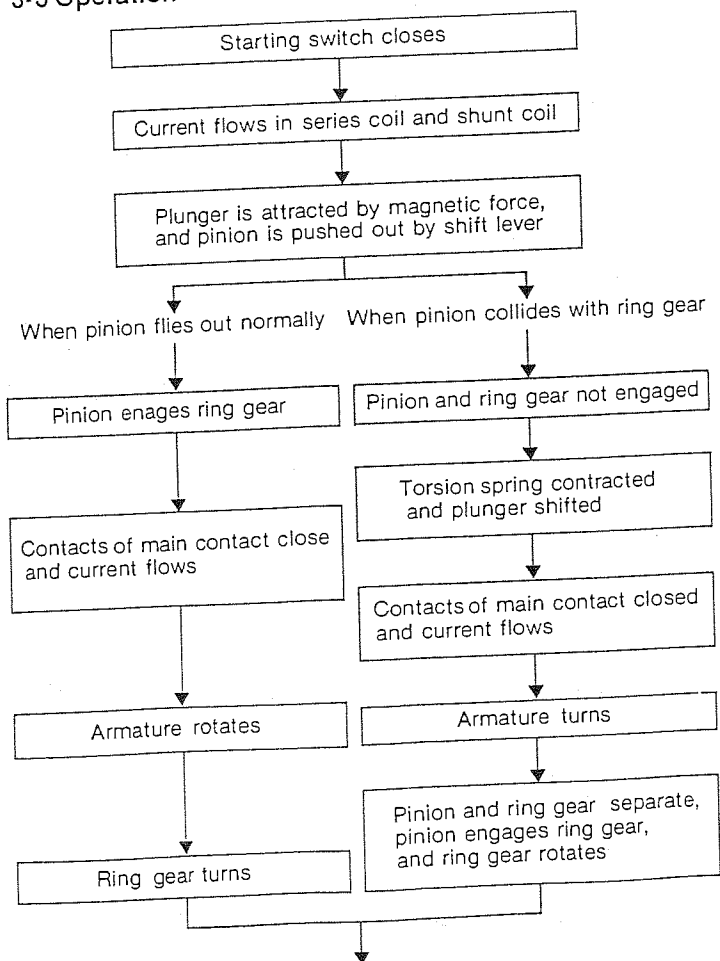 3-5 Operation
Starting switch closes
Current flows in series coil and shunt coil
Plunger is attracted by magnetic force,
and pinion is pushed out by shift lever
When pinion flies out normally
Pinion enages ring gear
Contacts of main contact close
and current flows
Armature rotates
Ring gear turns
When pinion collides with ring gear
Pinion and ring gear not engaged
Torsion spring contracted
and plunger shifted
Contacts of main contact closed
and current flows
Armature turns
Pinion and ring gear separate,
pinion engages ring gear,
and ring gear rotates